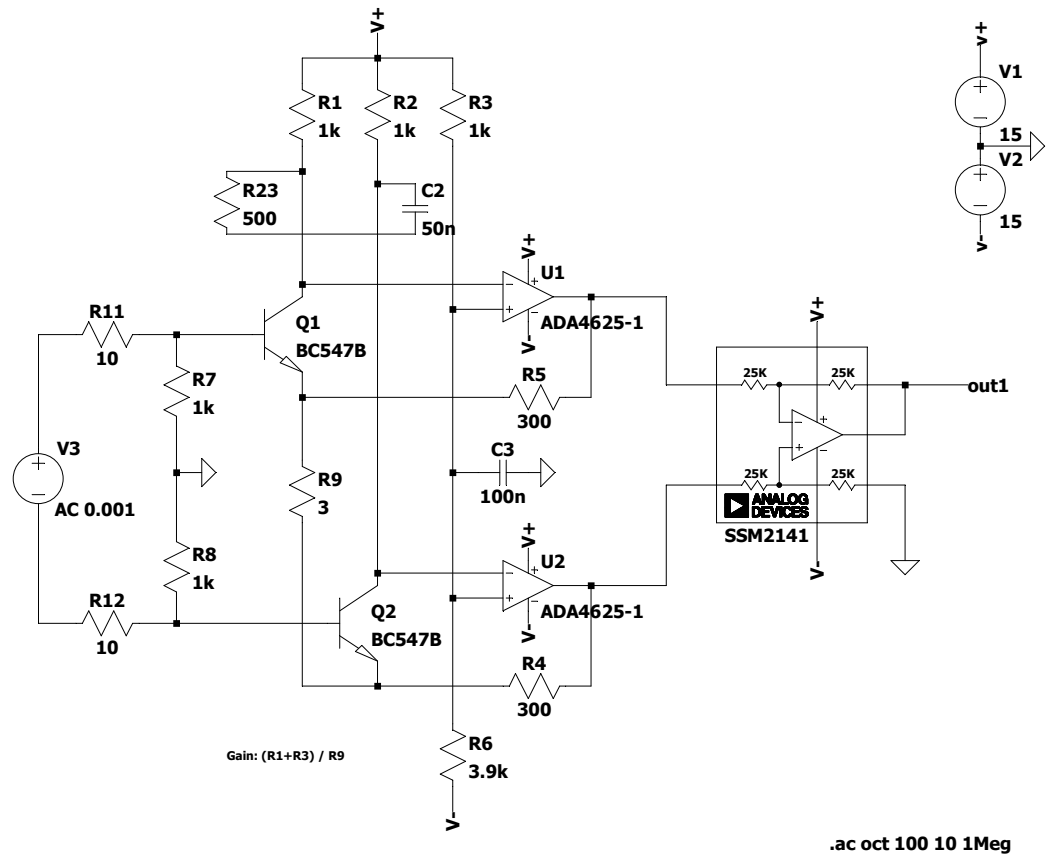 V+
V+
R1
1k
R2
1k
R3
1k
V1
15
V2
15
V-
R23
500
C2
50n
V+
U1
V-
ADA4625-1
R11
10
Q1
BC547B
R7
1k
R5
300
V+
25K
25K
out1
25K
25K
ANALOG
DEVICES
SSM2141
V-
V3
AC 0.001
C3
100n
R9
3
R8
1k
V+
U2
V-
ADA4625-1
R12
10
Q2
BC547B
R4
300
Gain: (R1+R3) / R9
R6
3.9k
V-
.ac oct 100 10 1Meg